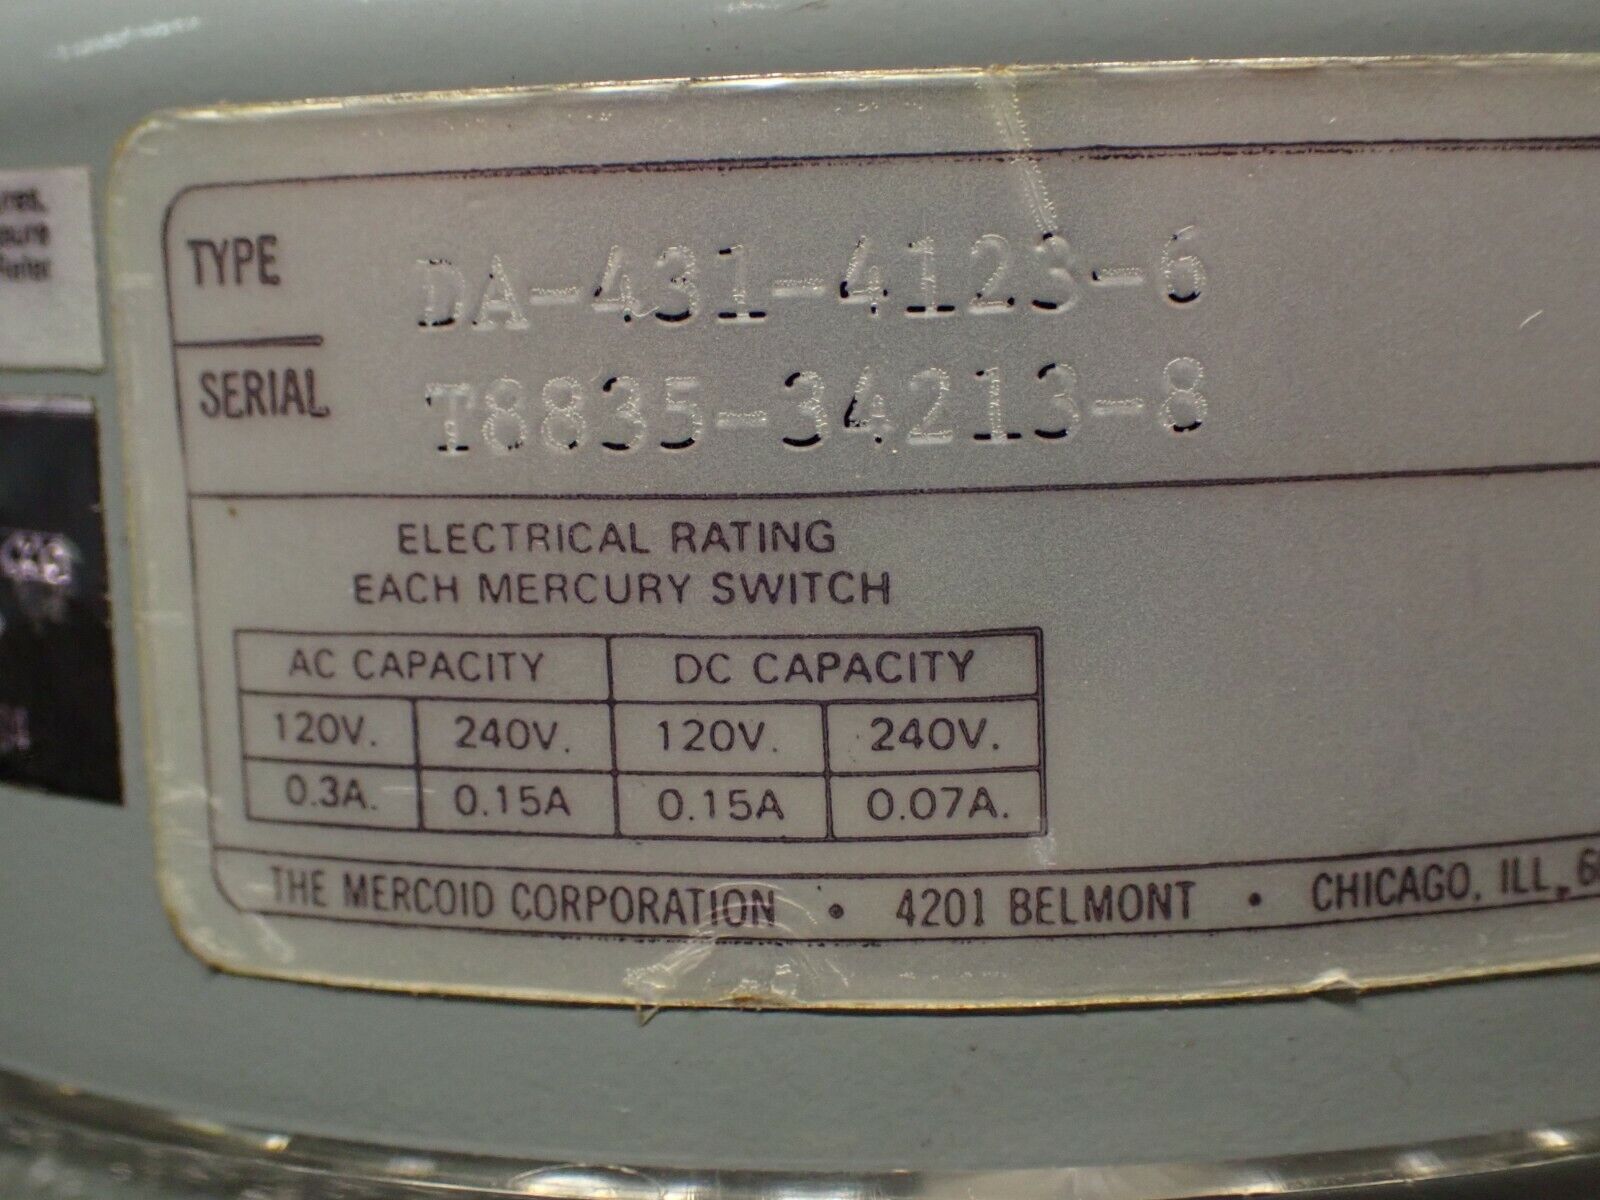 TYPE DA-431-4123-6
SERIAL T8835-34213-8
ELECTRICAL RATING
EACH MERCURY SWITCH
AC CAPACITY DC CAPACITY
120V. 240V. 120V. 240V.
0.3A. 0.15A 0.15A 0.07A.
THE MERCOID CORPORATION • 4201 BELMONT • CHICAGO, ILL.